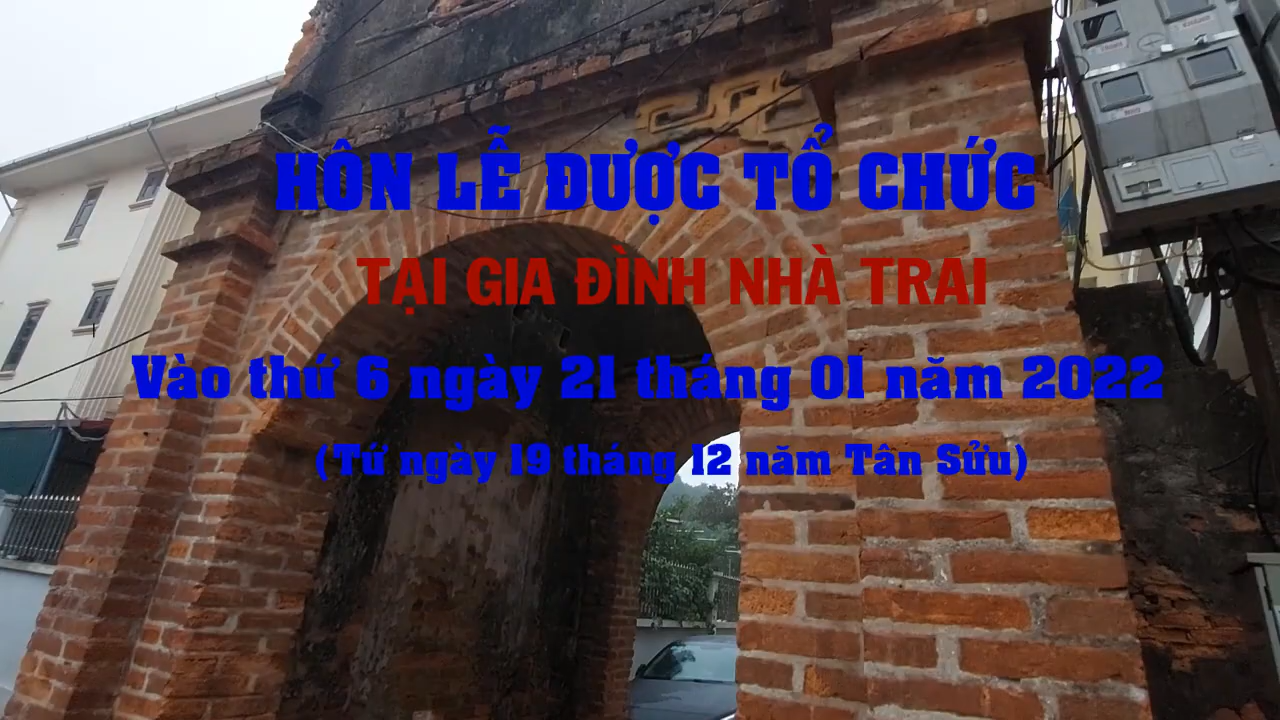 HÔN LỄ ĐƯỢC TỔ CHỨC
TẠI GIA ĐÌNH NHÀ TRAI
Vào thứ 6 ngày 21 tháng 01 năm 2022
(Tứ ngày 19 tháng 12 năm Tân Sửu)